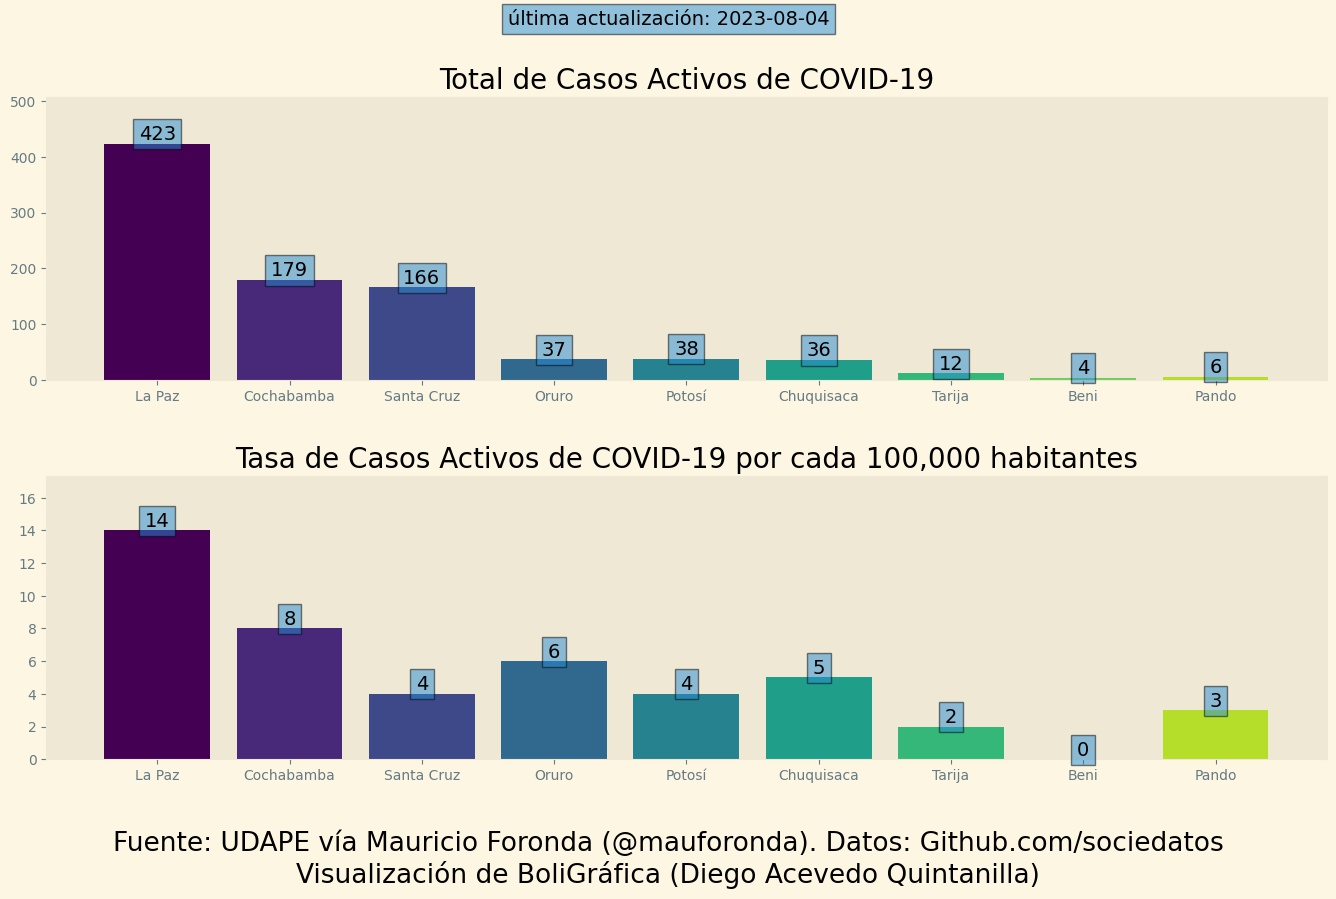 última actualización: 2023-08-04
Total de Casos Activos de COVID-19
500
400
300
200
100
0
423
179
166
37
38
36
12
4
6
La Paz
Cochabamba
Santa Cruz
Oruro
Potosí
Chuquisaca
Tarija
Beni
Pando
Tasa de Casos Activos de COVID-19 por cada 100,000 habitantes
16
14
12
10
8
6
4
2
0
14
8
4
6
4
5
2
0
3
La Paz
Cochabamba
Santa Cruz
Oruro
Potosí
Chuquisaca
Tarija
Beni
Pando
Fuente: UDAPE vía Mauricio Foronda (@mauforonda). Datos: Github.com/sociedatos
Visualización de BoliGráfica (Diego Acevedo Quintanilla)